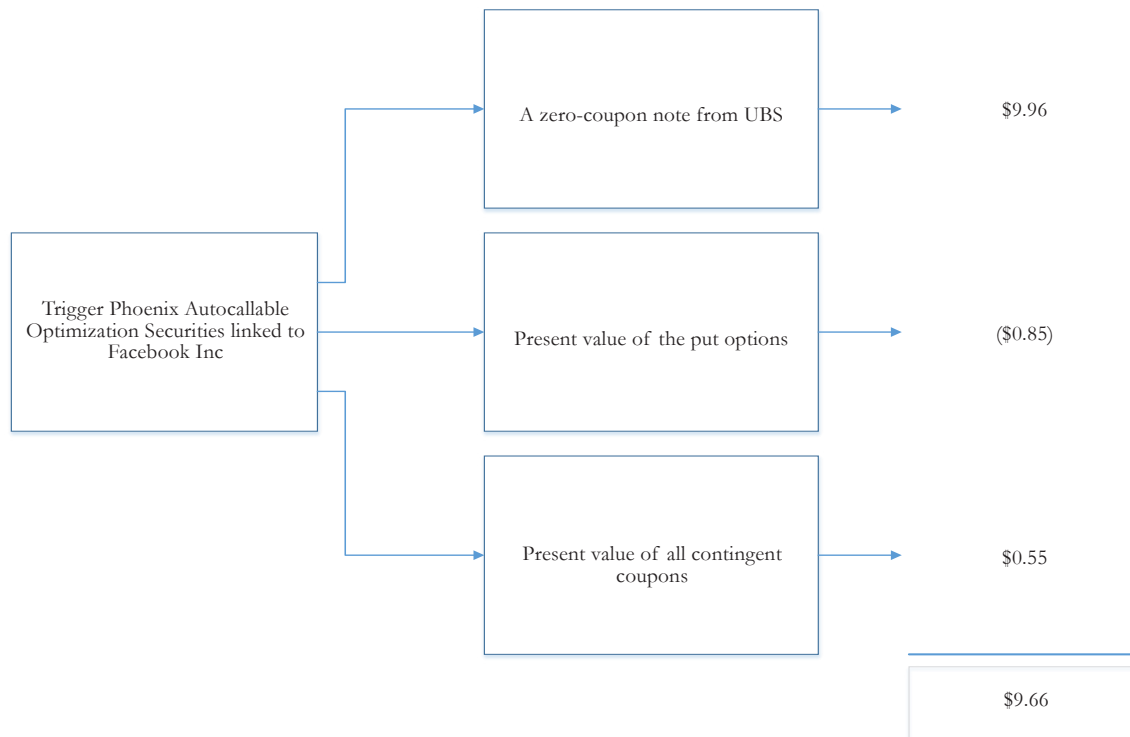 A zero-coupon note from UBS
$9.96
Trigger Phoenix Autocallable
Optimization Securities linked to
Facebook Inc
Present value of the put options
($0.85)
Present value of all contingent
coupons
$0.55
$9.66